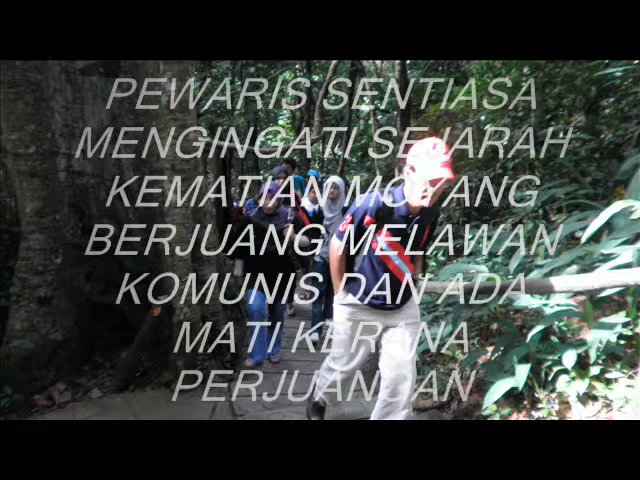 PEWARIS SENTIASA
MENGINGATI SEJARAH
KEMATIAN MOYANG
BERJUANG MELAWAN
KOMUNIS DAN ADA
MATI KERANA
PERJUANGAN